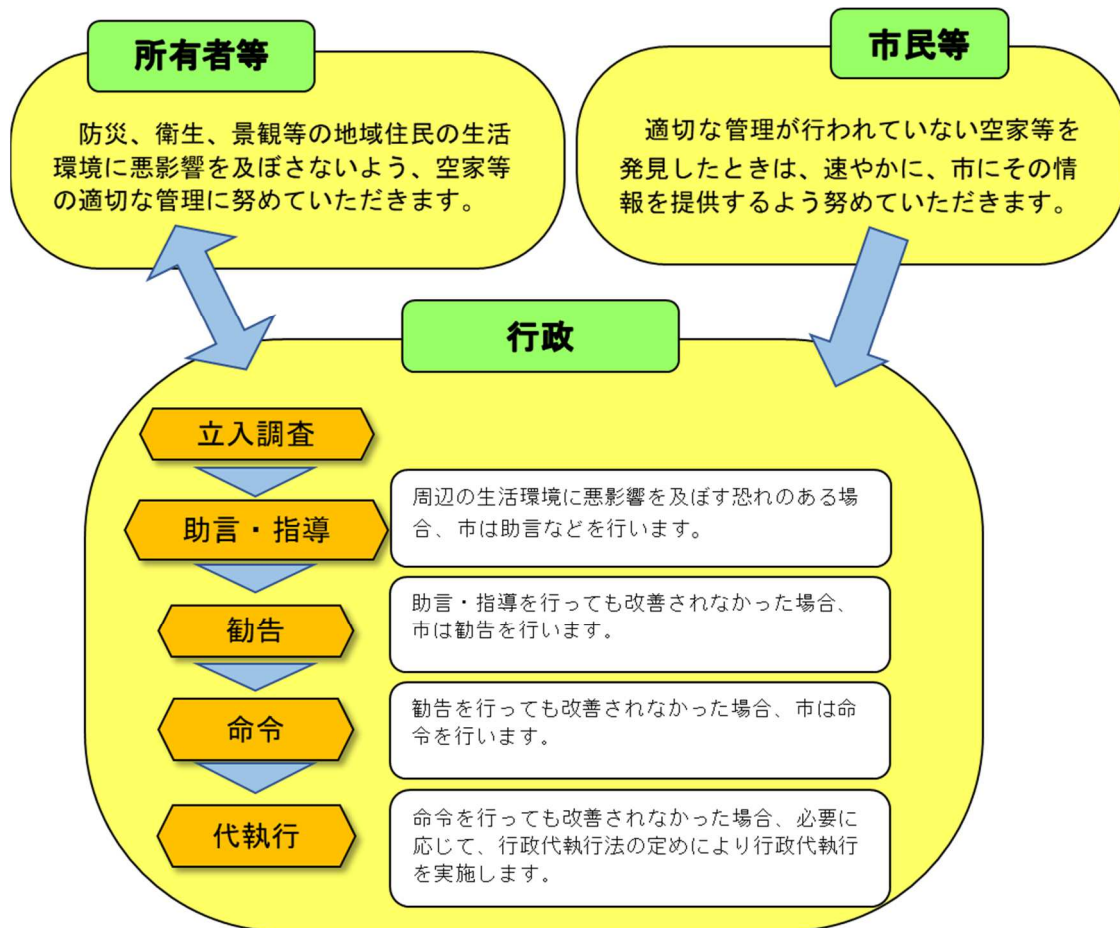 所有者等
防災、衛生、景観等の地域住民の生活
環境に悪影響を及ぼさないよう、空家等
の適切な管理に努めていただきます。
市民等
適切な管理が行われていない空家等を
発見したときは、速やかに、市にその情
報を提供するよう努めていただきます。
行政
立入調査
助言・指導
周辺の生活環境に悪影響を及ぼす恐れのある場
合、市は助言などを行います。
勧告
助言・指導を行っても改善されなかった場合、
市は勧告を行います。
命令
勧告を行っても改善されなかった場合、市は命
令を行います。
代執行
命令を行っても改善されなかった場合、必要に
応じて、行政代執行法の定めにより行政代執行
を実施します。